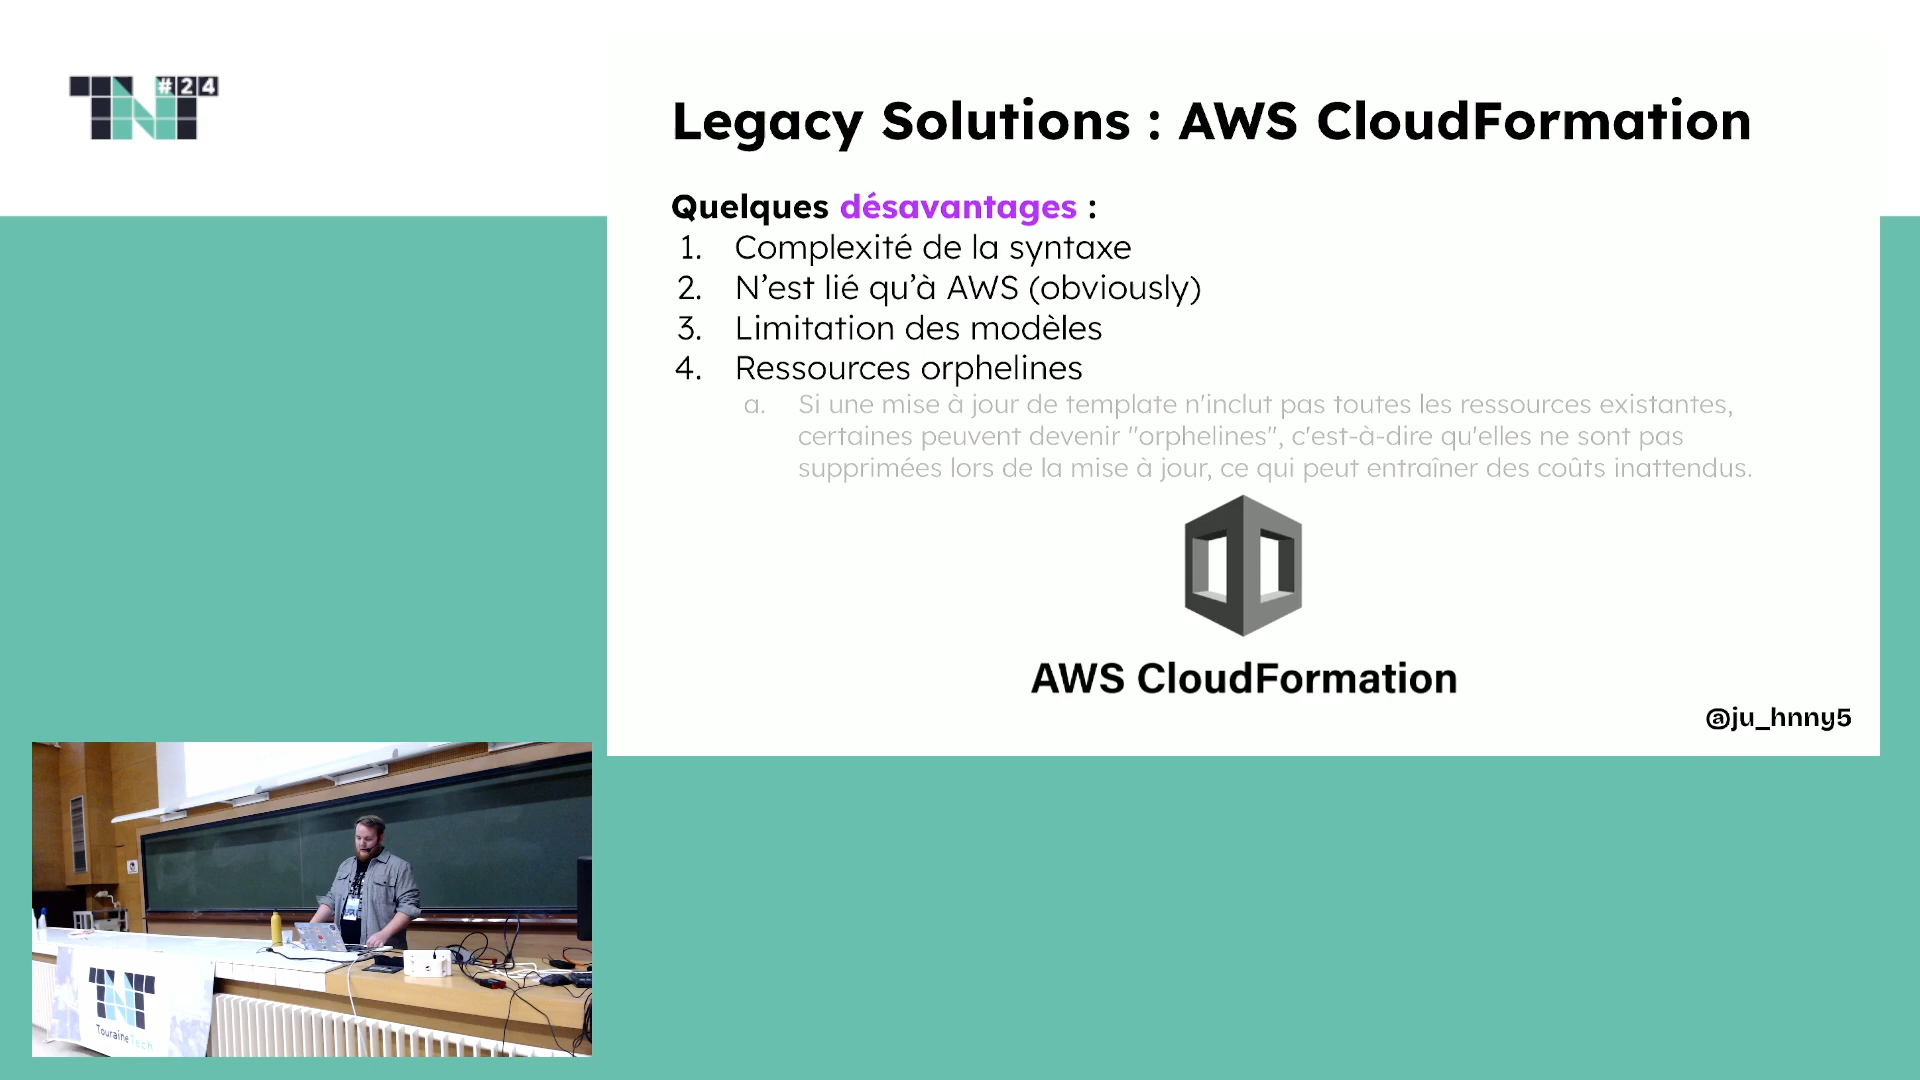 TNT #24
Legacy Solutions : AWS CloudFormation
Quelques désavantages :
1. Complexité de la syntaxe
2. N’est lié qu’à AWS (obviously)
3. Limitation des modèles
4. Ressources orphelines
a. Si une mise à jour de template n'inclut pas toutes les ressources existantes,
certaines peuvent devenir "orphelines", c'est-à-dire qu'elles ne sont pas
supprimées lors de la mise à jour, ce qui peut entraîner des coûts inattendus.
AWS CloudFormation
@ju_hnny5
TNT
Touraine Tech